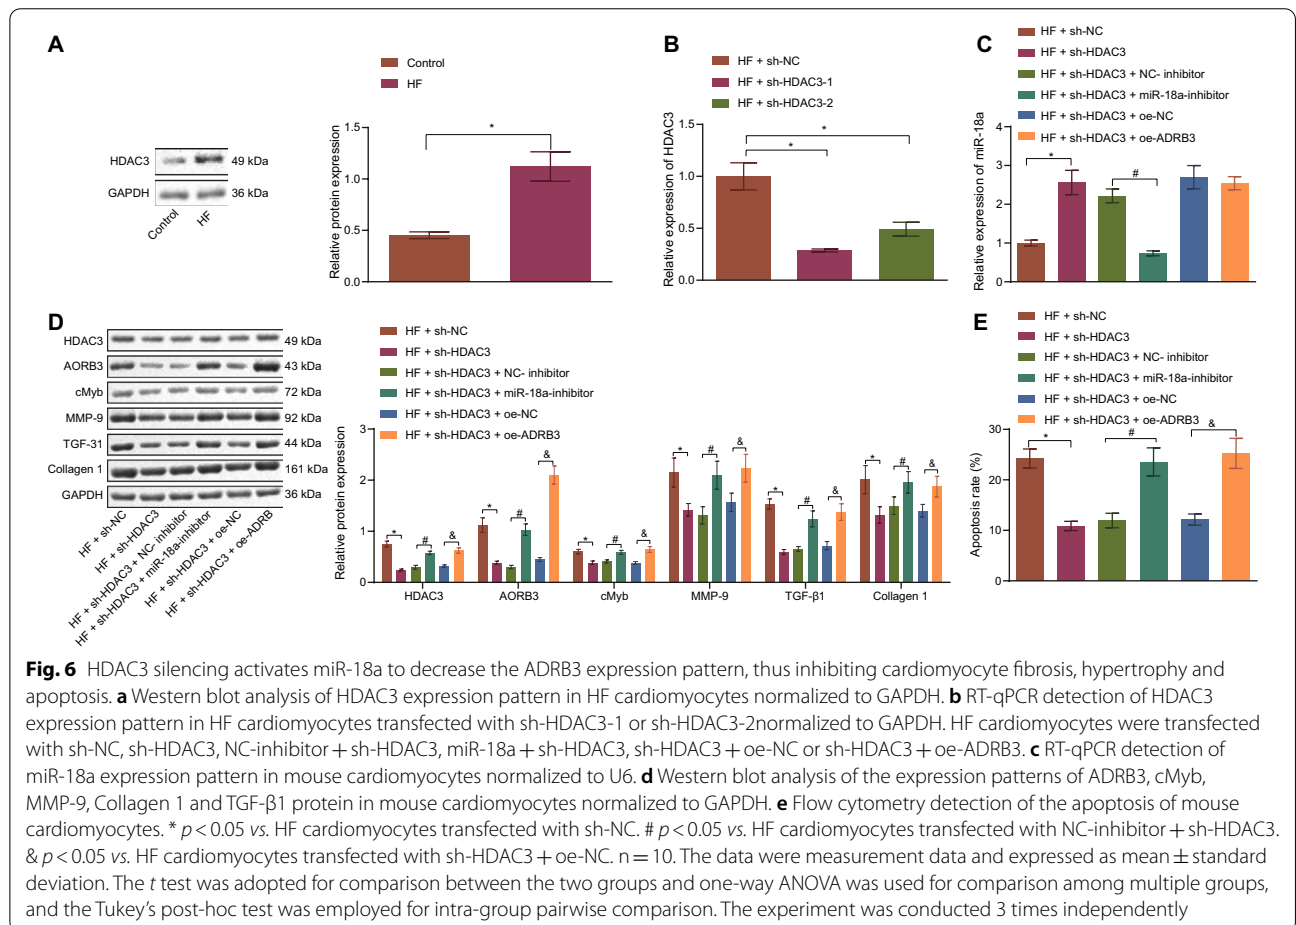 A
HDAC3
49 kDa
GAPDH
36 kDa
Control
HF
Control
HF
Relative protein expression
1.5
1.0
0.5
0.0
*
B
HF + sh-NC
HF + sh-HDAC3-1
HF + sh-HDAC3-2
Relative expression of HDAC3
1.5
1.0
0.5
0.0
*
*
C
HF + sh-NC
HF + sh-HDAC3
HF + sh-HDAC3 + NC- inhibitor
HF + sh-HDAC3 + miR-18a-inhibitor
HF + sh-HDAC3 + oe-NC
HF + sh-HDAC3 + oe-ADRB3
Relative expression of miR-18a
4
3
2
1
0
*
#
D
HDAC3
49 kDa
AORB3
43 kDa
cMyb
72 kDa
MMP-9
92 kDa
TGF-31
44 kDa
Collagen 1
161 kDa
GAPDH
36 kDa
HF + sh-NC
HF + sh-HDAC3
HF + sh-HDAC3 + NC- inhibitor
HF + sh-HDAC3 + miR-18a-inhibitor
HF + sh-HDAC3 + oe-NC
HF + sh-HDAC3 + oe-ADRB
HF + sh-NC
HF + sh-HDAC3
HF + sh-HDAC3 + NC- inhibitor
HF + sh-HDAC3 + miR-18a-inhibitor
HF + sh-HDAC3 + oe-NC
HF + sh-HDAC3 + oe-ADRB3
Relative protein expression
3
2
1
0
* # &
* # &
* # &
* # &
* # &
* # &
HDAC3
AORB3
cMyb
MMP-9
TGF-β1
Collagen 1
E
HF + sh-NC
HF + sh-HDAC3
HF + sh-HDAC3 + NC- inhibitor
HF + sh-HDAC3 + miR-18a-inhibitor
HF + sh-HDAC3 + oe-NC
HF + sh-HDAC3 + oe-ADRB3
Apoptosis rate (%)
30
20
10
0
*
#
&
Fig. 6 HDAC3 silencing activates miR-18a to decrease the ADRB3 expression pattern, thus inhibiting cardiomyocyte fibrosis, hypertrophy and
apoptosis. a Western blot analysis of HDAC3 expression pattern in HF cardiomyocytes normalized to GAPDH. b RT-qPCR detection of HDAC3
expression pattern in HF cardiomyocytes transfected with sh-HDAC3-1 or sh-HDAC3-2normalized to GAPDH. HF cardiomyocytes were transfected
with sh-NC, sh-HDAC3, NC-inhibitor + sh-HDAC3, miR-18a + sh-HDAC3, sh-HDAC3 + oe-NC or sh-HDAC3 + oe-ADRB3. c RT-qPCR detection of
miR-18a expression pattern in mouse cardiomyocytes normalized to U6. d Western blot analysis of the expression patterns of ADRB3, cMyb,
MMP-9, Collagen 1 and TGF-β1 protein in mouse cardiomyocytes normalized to GAPDH. e Flow cytometry detection of the apoptosis of mouse
cardiomyocytes. * p < 0.05 vs. HF cardiomyocytes transfected with sh-NC. # p < 0.05 vs. HF cardiomyocytes transfected with NC-inhibitor + sh-HDAC3.
& p < 0.05 vs. HF cardiomyocytes transfected with sh-HDAC3 + oe-NC. n = 10. The data were measurement data and expressed as mean ± standard
deviation. The t test was adopted for comparison between the two groups and one-way ANOVA was used for comparison among multiple groups,
and the Tukey's post-hoc test was employed for intra-group pairwise comparison. The experiment was conducted 3 times independently